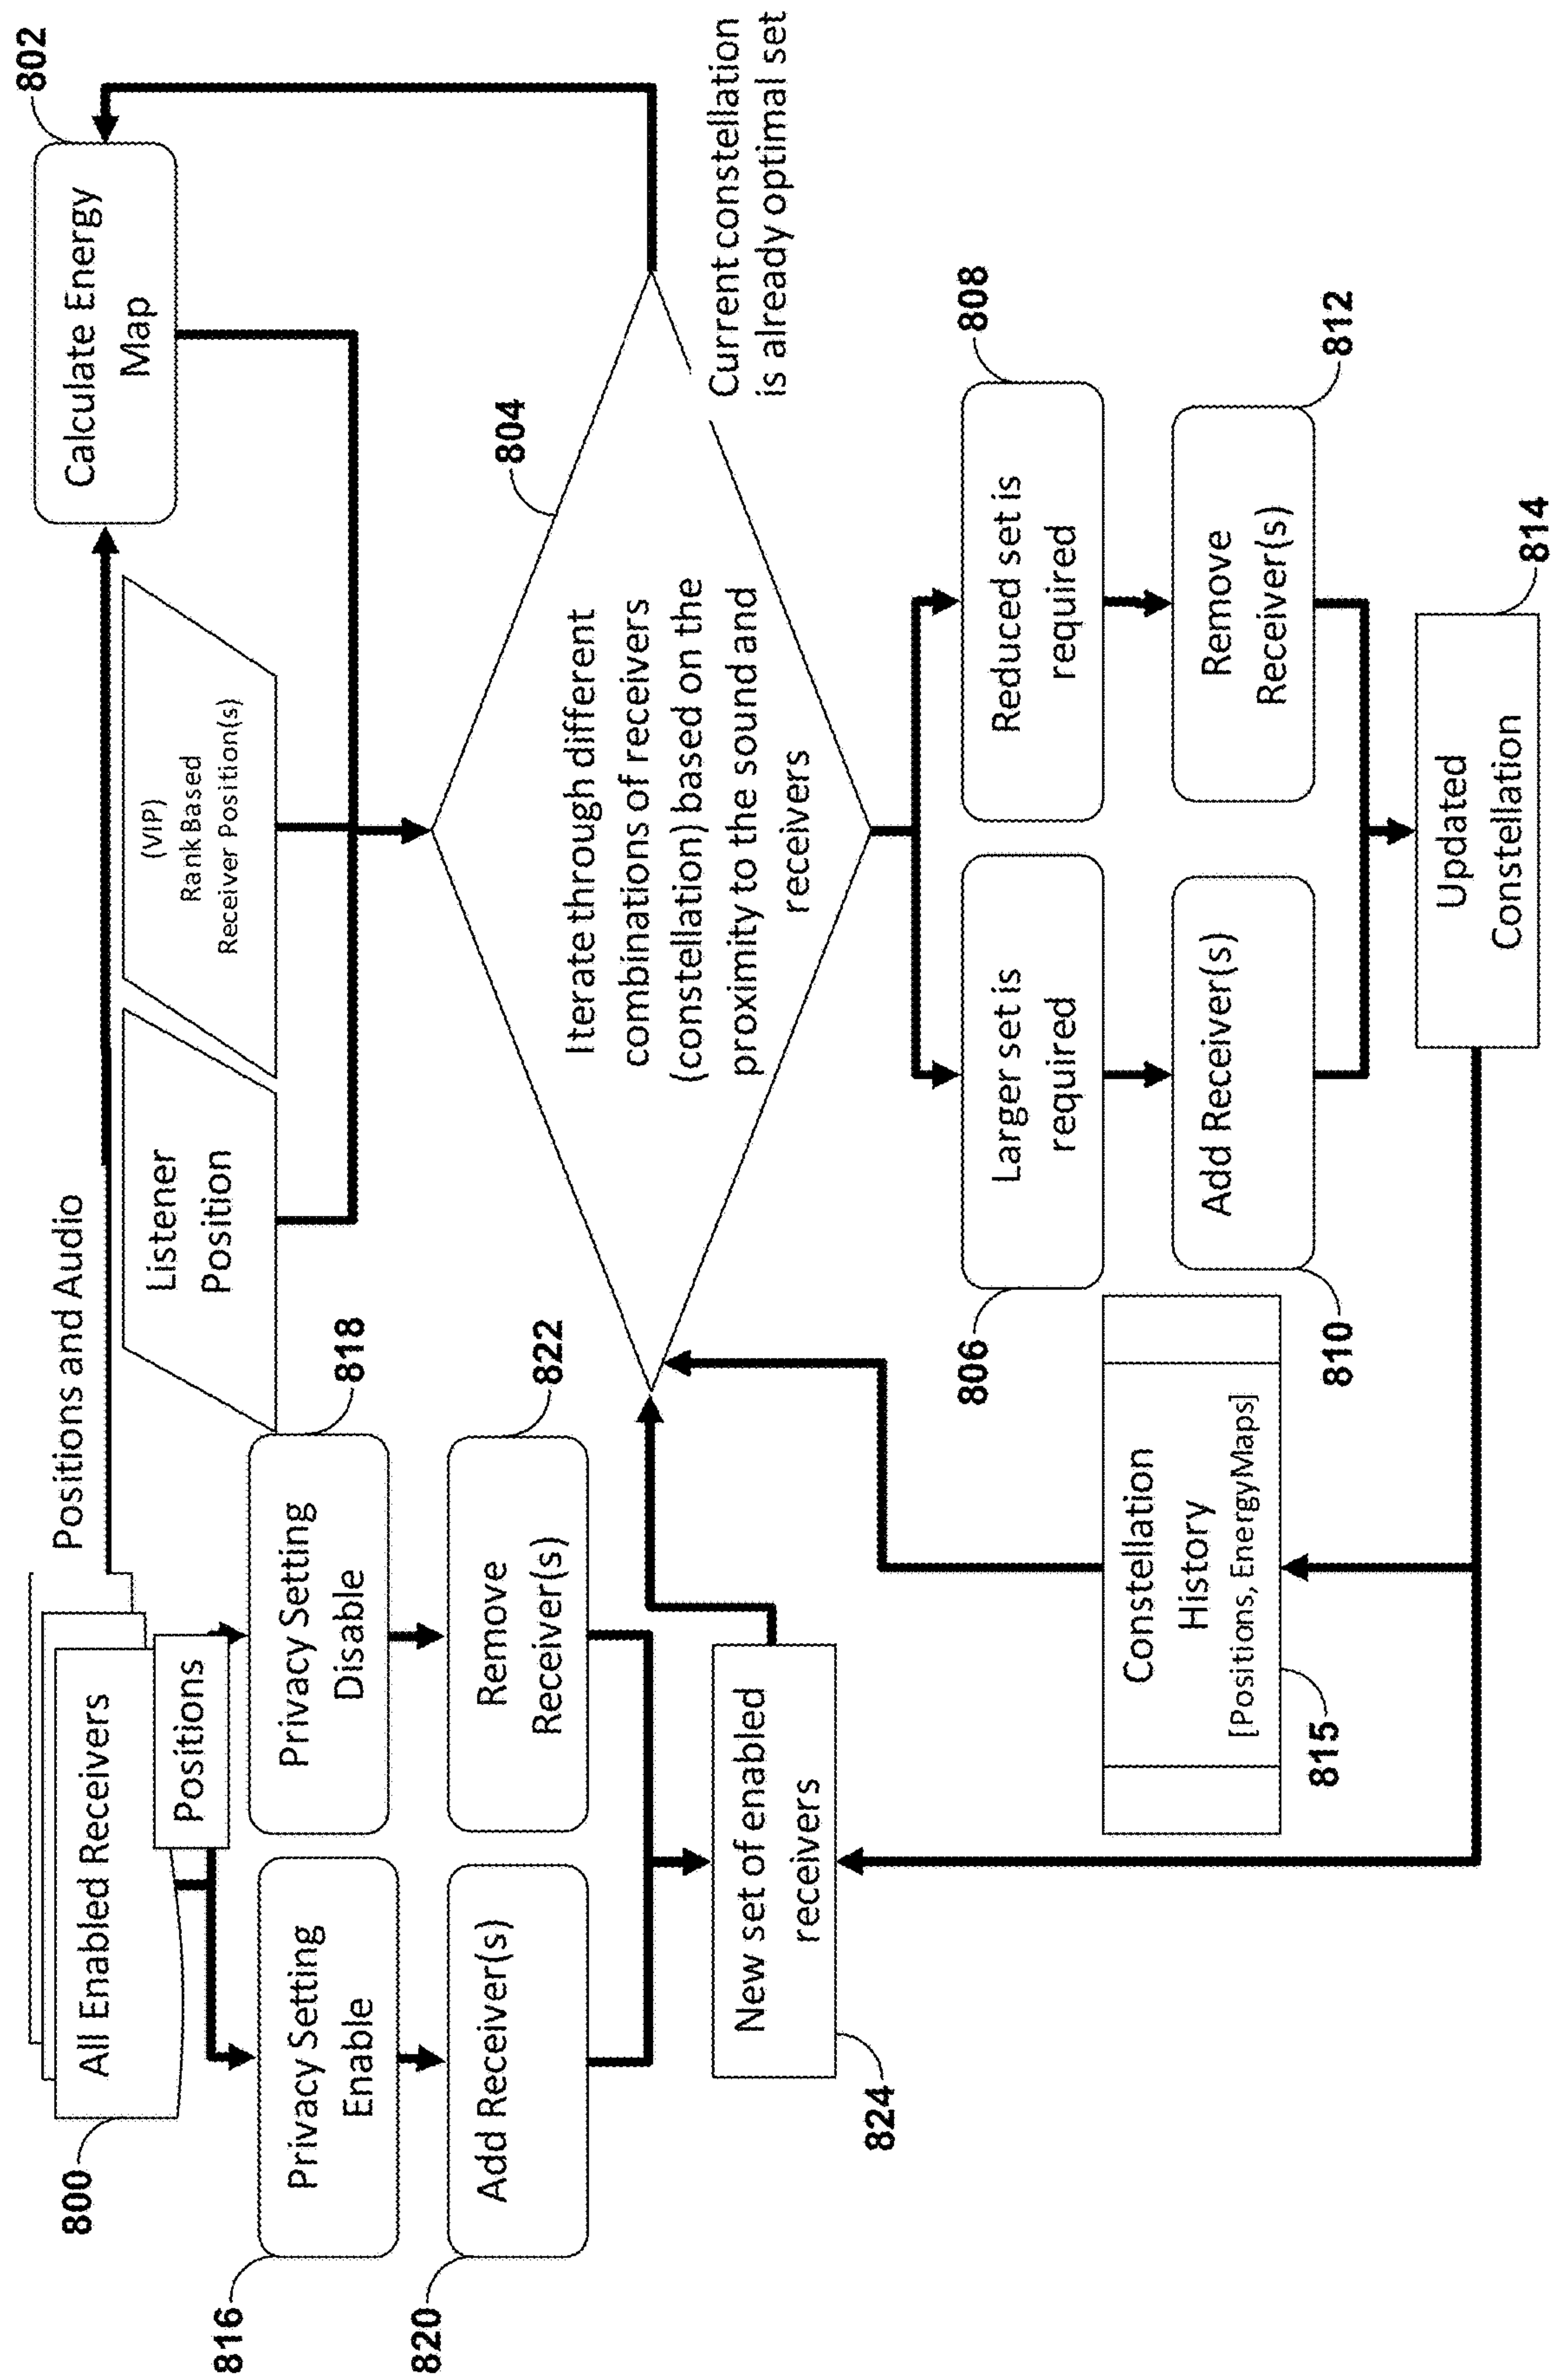 800
All Enabled Receivers
Positions
Positions and Audio
802
Calculate Energy
Map
Listener
Position
(VIP)
RankBased
Receiver Position(s)
816
Privacy Setting
Enable
818
Privacy Setting
Disable
820
Add Receiver(s)
822
Remove
Receiver(s)
824
New set of enabled
receivers
804
Iterate through different
combinations of receivers
(constellation) based on the
proximity to the sound and
receivers
Current constellation
is already optimal set
806
Larger set is
required
808
Reduced set is
required
810
Add Receiver(s)
812
Remove
Receiver(s)
814
Updated
Constellation
815
Constellation
History
[Positions, EnergyMaps]